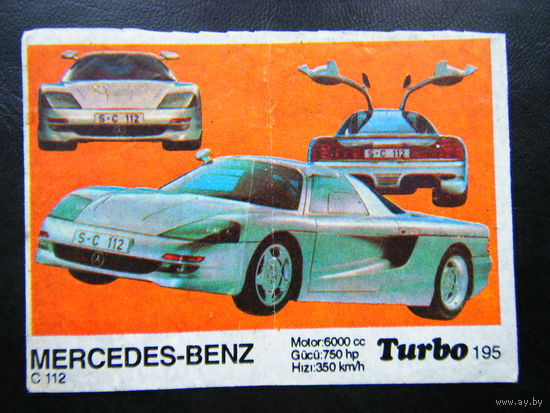 S-C 112
S-C 112
S-C 112
MERCEDES-BENZ
C 112
Motor:6000 cc
Gücü:750 hp
Hızı:350 km/h
Turbo 195
www.ay.by